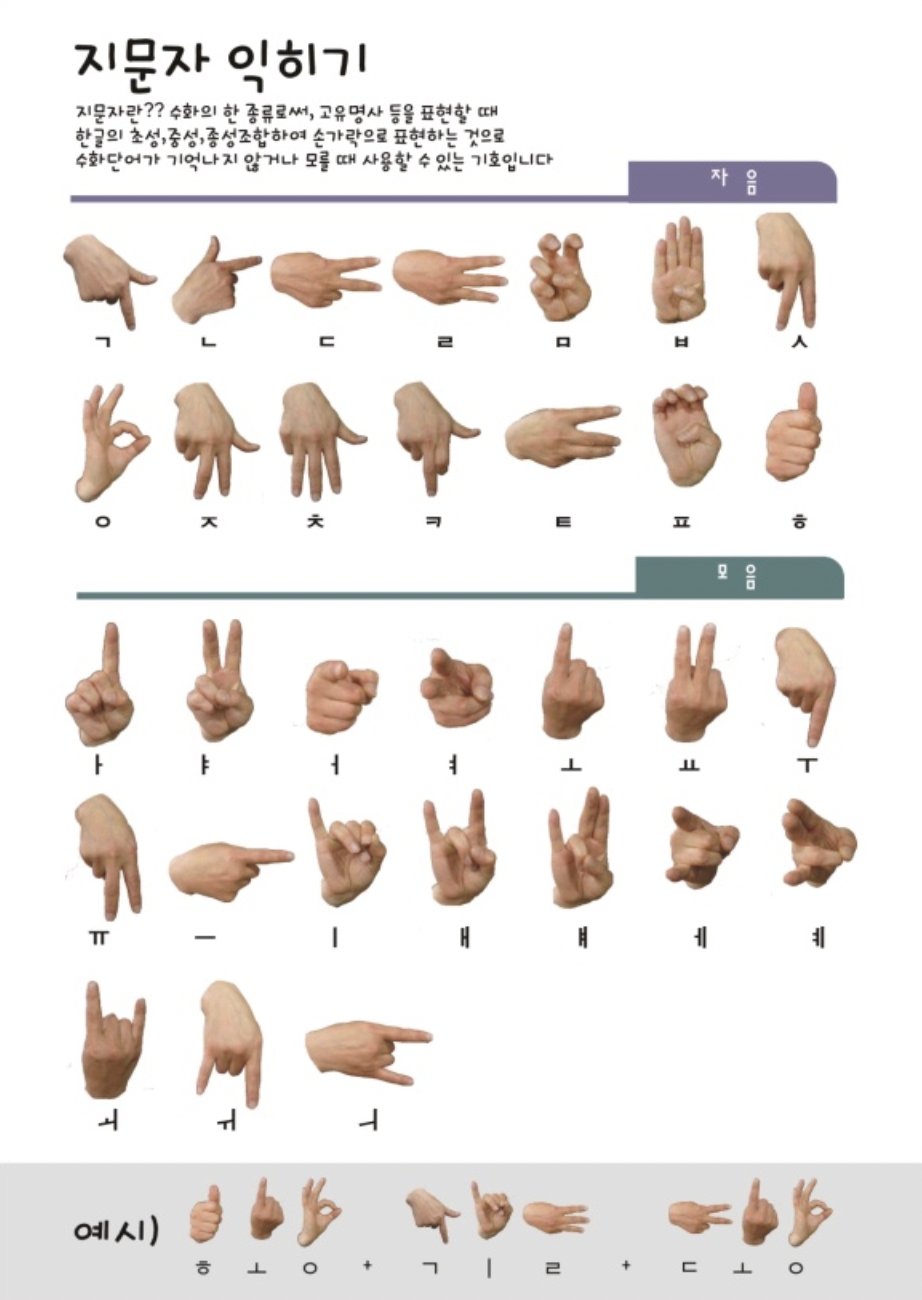 지문자 익히기
지문자란?? 수화의 한 종류로써, 고유명사 등을 표현할 때
한글의 초성,중성,종성조합하여 손가락으로 표현하는 것으로
수화단어가 기억나지 않거나 모를 때 사용할 수 있는 기호입니다
자 음
ㄱ ㄴ ㄷ ㄹ ㅁ ㅂ ㅅ
ㅇ ㅈ ㅊ ㅋ ㅌ ㅍ ㅎ
모 음
ㅏ ㅑ ㅓ ㅕ ㅗ ㅛ ㅜ
ㅠ ㅡ ㅣ ㅐ ㅒ ㅔ ㅖ
ㅚ ㅟ ㅢ
예시)
ㅎ ㅗ ㅇ + ㄱ ㅣ ㄹ + ㄷ ㅗ ㅇ